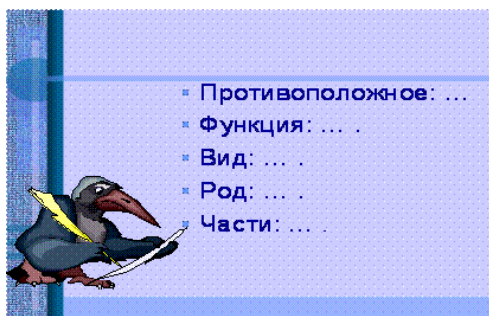 Противоположное: ...
Функция: ... .
Вид: ... .
Род: ... .
Части: ... .